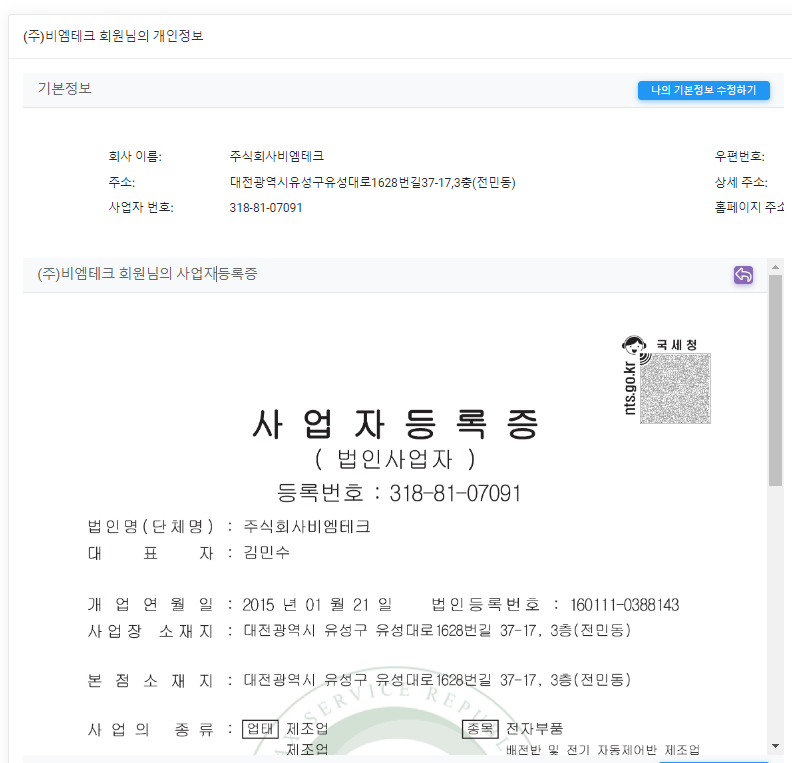 (주)비엠테크 회원님의 개인정보
기본정보
나의 기본정보 수정하기
회사 이름: 주식회사비엠테크 우편번호:
주소: 대전광역시유성구유성대로1628번길37-17,3층(전민동) 상세 주소:
사업자 번호: 318-81-07091 홈페이지 주소
(주)비엠테크 회원님의 사업자등록증
국세청
nts.go.kr
사업자등록증
( 법인사업자 )
등록번호 : 318-81-07091
법인명(단체명) : 주식회사비엠테크
대 표 자 : 김민수
개 업 연 월 일 : 2015 년 01 월 21 일 법인등록번호 : 160111-0388143
사업장 소재지 : 대전광역시 유성구 유성대로1628번길 37-17, 3층(전민동)
본 점 소 재 지 : 대전광역시 유성구 유성대로1628번길 37-17, 3층(전민동)
SERVICE REPUBL
사업의 종류 : 업태 제조업 종목 전자부품
제조업 배전반 및 전기 자동제어반 제조업